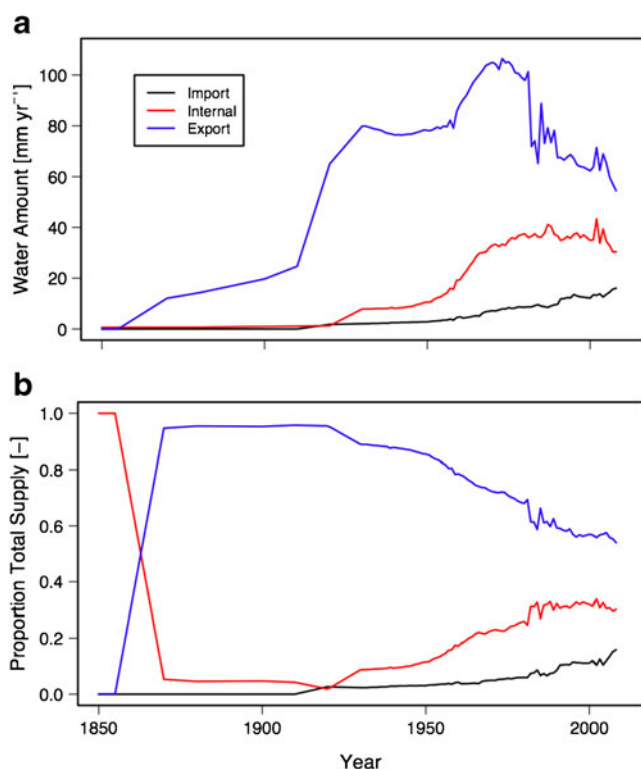 a
Water Amount [mm yr⁻¹]
100
80
60
40
20
0
Import
Internal
Export
b
Proportion Total Supply [–]
1.0
0.8
0.6
0.4
0.2
0.0
1850
1900
1950
2000
Year